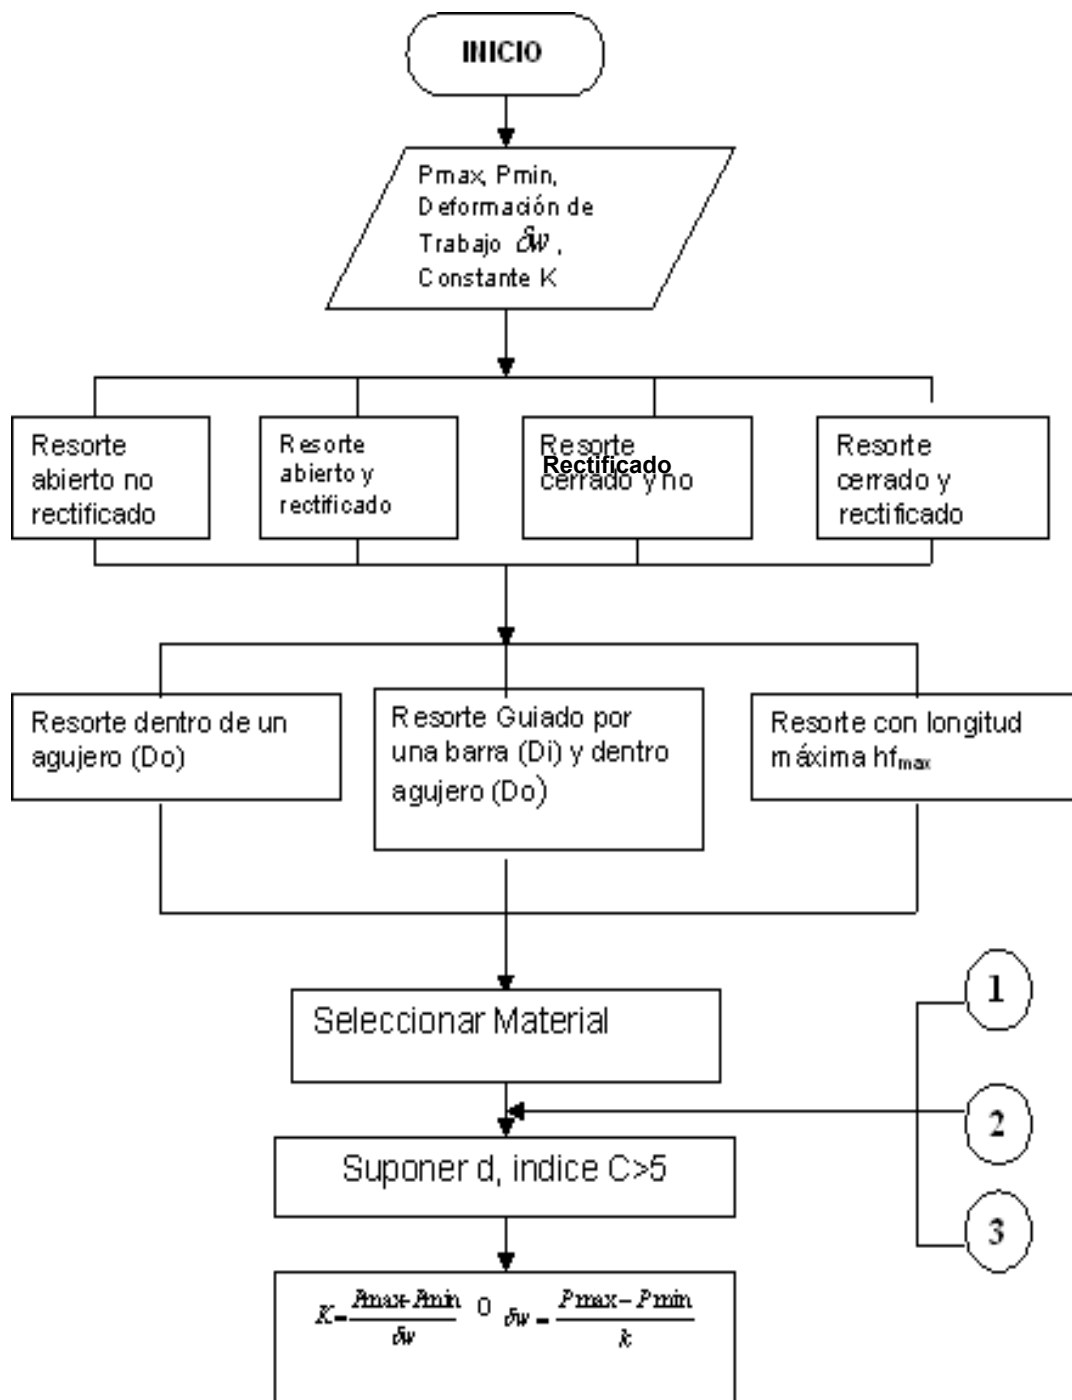 INICIO
Pmax, Pmin,
Deformación de
Trabajo δw,
Constante K
Resorte
abierto no
rectificado
Resorte
abierto y
rectificado
Resorte
Rectificado
cerrado y no
Resorte
cerrado y
rectificado
Resorte dentro de un
agujero (Do)
Resorte Guiado por
una barra (Di) y dentro
agujero (Do)
Resorte con longitud
máxima hfmax
Seleccionar Material
1
2
3
Suponer d, indice C>5
K = Pmax-Pmin / δw O δw = Pmax – Pmin / k